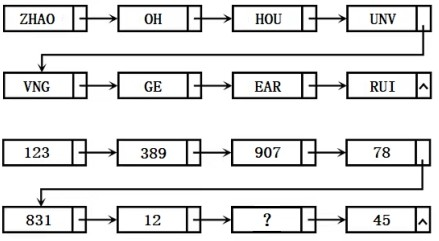 ZHAO OH HOU UNV
VNG GE EAR RUI ^
123 389 907 78
831 12 ? 45 ^